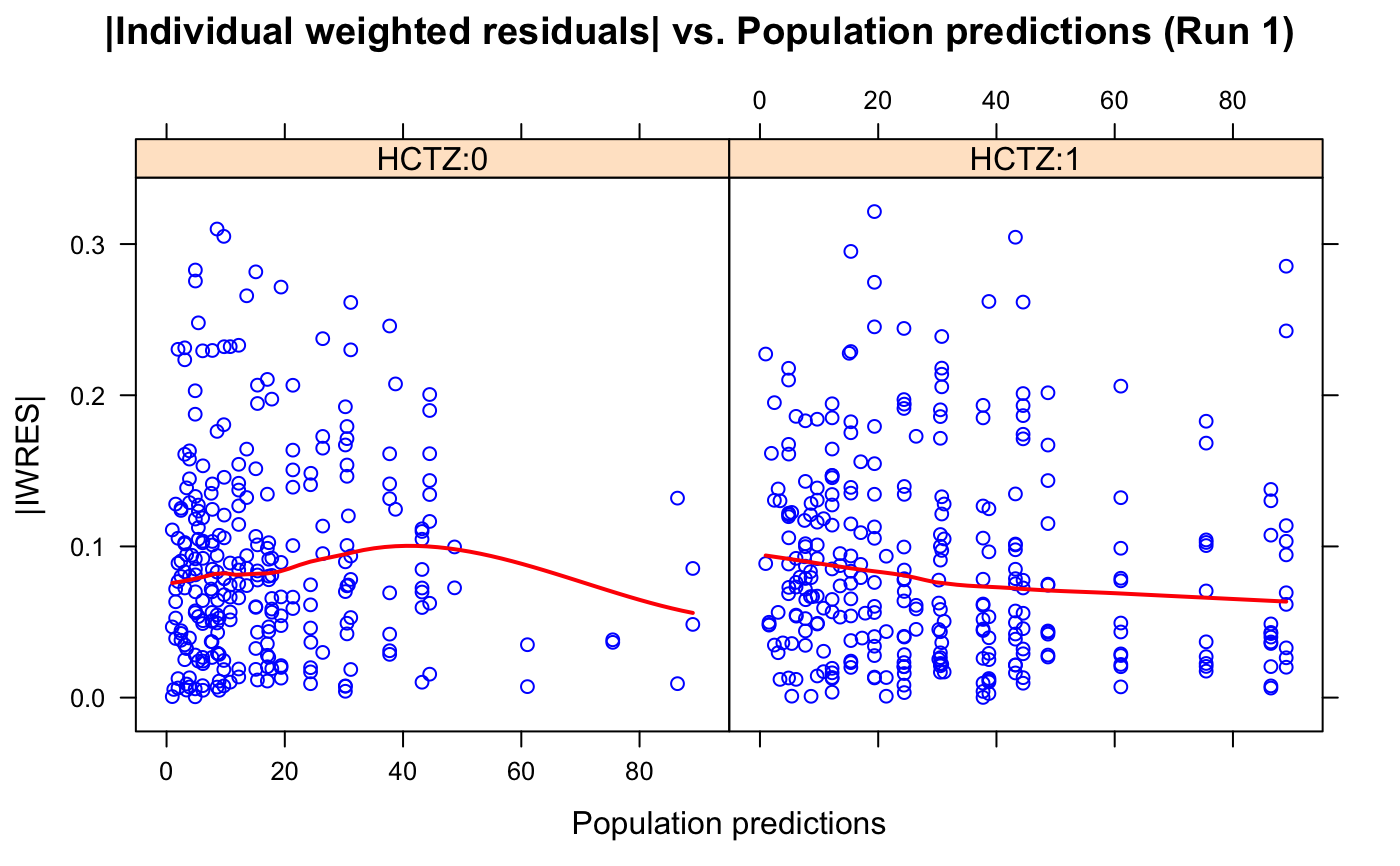 |Individual weighted residuals| vs. Population predictions (Run 1)
0 20 40 60 80
HCTZ:0 HCTZ:1
0.3
0.2
0.1
0.0
|IWRES|
0 20 40 60 80
Population predictions